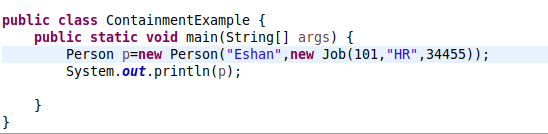 public class ContainmentExample {
    public static void main(String[] args) {
        Person p=new Person("Eshan",new Job(101,"HR",34455));
        System.out.println(p);
    }
}